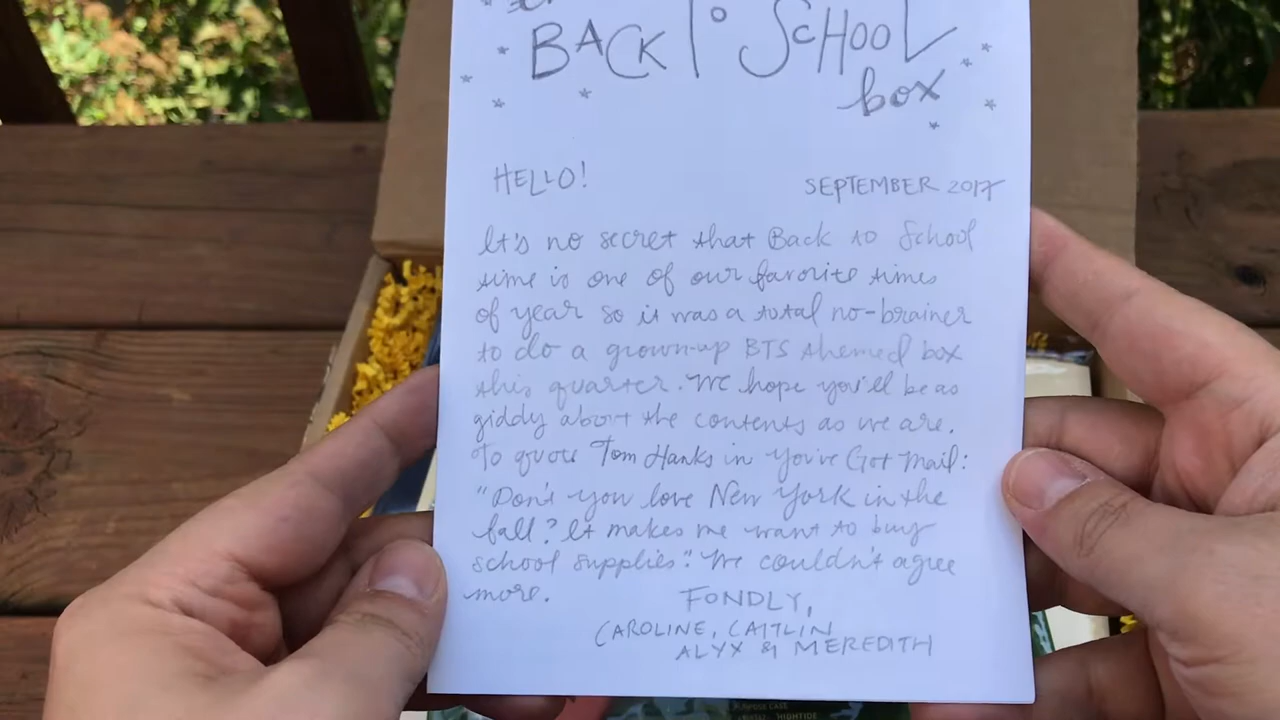 BACK TO SCHOOL
box
HELLO!
SEPTEMBER 2017
It's no secret that Back to School
time is one of our favorite times
of year so it was a total no-brainer
to do a grown-up BTS themed box
this quarter. We hope you'll be as
giddy about the contents as we are.
To quote Tom Hanks in You've Got Mail:
"Don't you love New York in the
fall? It makes me want to buy
school supplies." We couldn't agree
more.
FONDLY,
CAROLINE, CAITLIN
ALYX & MEREDITH
PURPOSE CASE
HIGHTIDE